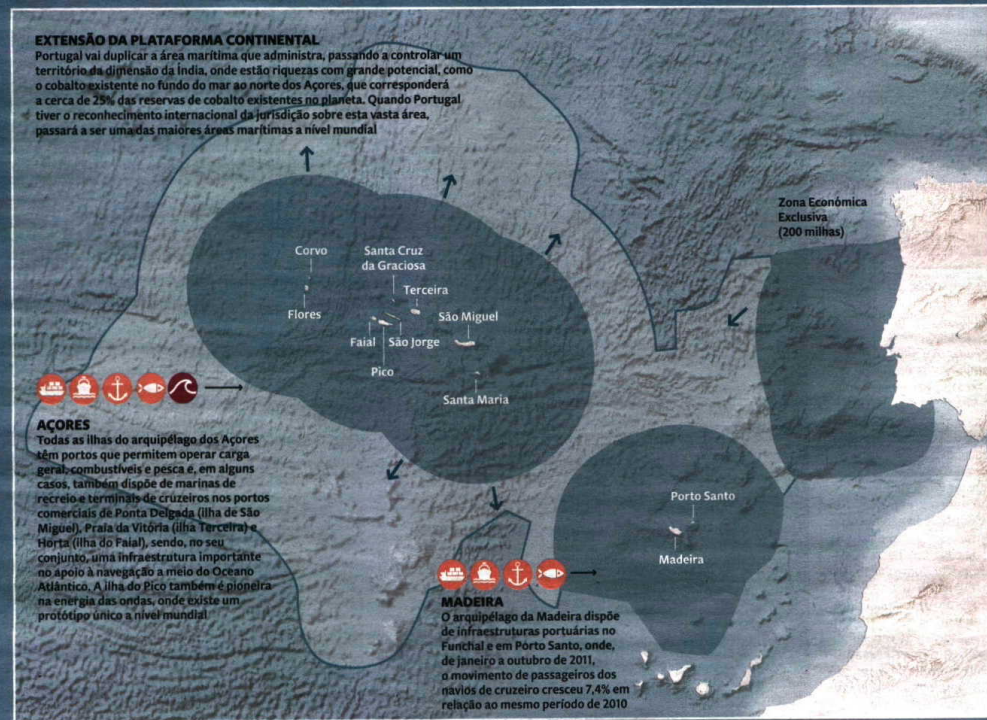 EXTENSÃO DA PLATAFORMA CONTINENTAL
Portugal vai duplicar a área marítima que administra, passando a controlar um
território da dimensão da Índia, onde estão riquezas com grande potencial, como
o cobalto existente no fundo do mar ao norte dos Açores, que corresponderá
a cerca de 25% das reservas de cobalto existentes no planeta. Quando Portugal
tiver o reconhecimento internacional da jurisdição sobre esta vasta área,
passará a ser uma das maiores áreas marítimas a nível mundial
Zona Económica
Exclusiva
(200 milhas)
Corvo
Santa Cruz
da Graciosa
Terceira
Flores
São Miguel
Faial
São Jorge
Pico
Santa Maria
AÇORES
Todas as ilhas do arquipélago dos Açores
têm portos que permitem operar carga
geral, combustíveis e pesca e, em alguns
casos, também dispõe de marinas de
recreio e terminais de cruzeiros nos portos
comerciais de Ponta Delgada (ilha de São
Miguel), Praia da Vitória (ilha Terceira) e
Horta (ilha do Faial), sendo, no seu
conjunto, uma infraestrutura importante
no apoio à navegação a meio do Oceano
Atlântico. A ilha do Pico também é pioneira
na energia das ondas, onde existe um
protótipo único a nível mundial
Porto Santo
Madeira
MADEIRA
O arquipélago da Madeira dispõe
de infraestruturas portuárias no
Funchal e em Porto Santo, onde,
de janeiro a outubro de 2011,
o movimento de passageiros dos
navios de cruzeiro cresceu 7,4% em
relação ao mesmo período de 2010